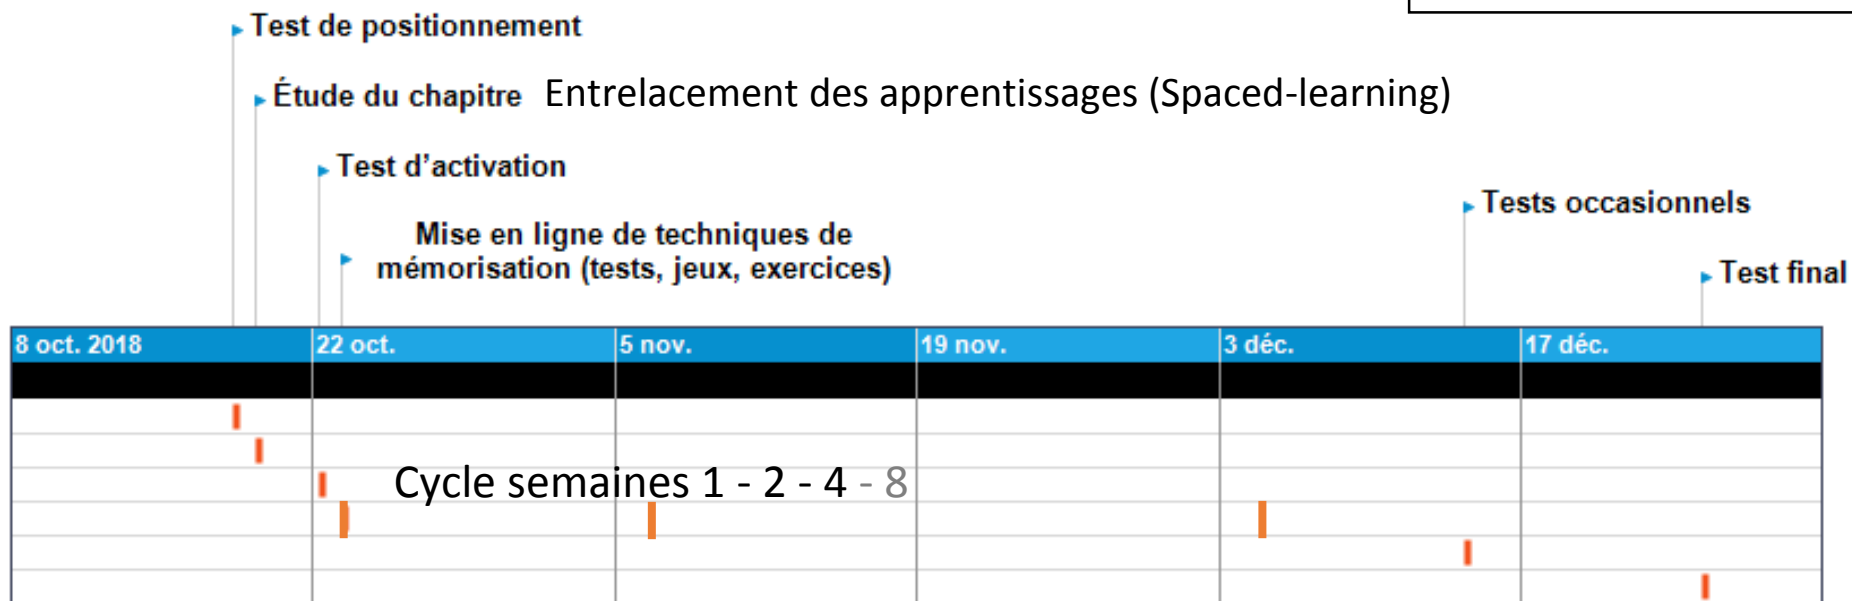 Test de positionnement
Étude du chapitre Entrelacement des apprentissages (Spaced-learning)
Test d'activation
Tests occasionnels
Mise en ligne de techniques de
mémorisation (tests, jeux, exercices)
Test final
8 oct. 2018 22 oct. 5 nov. 19 nov. 3 déc. 17 déc.
Cycle semaines 1 - 2 - 4 - 8